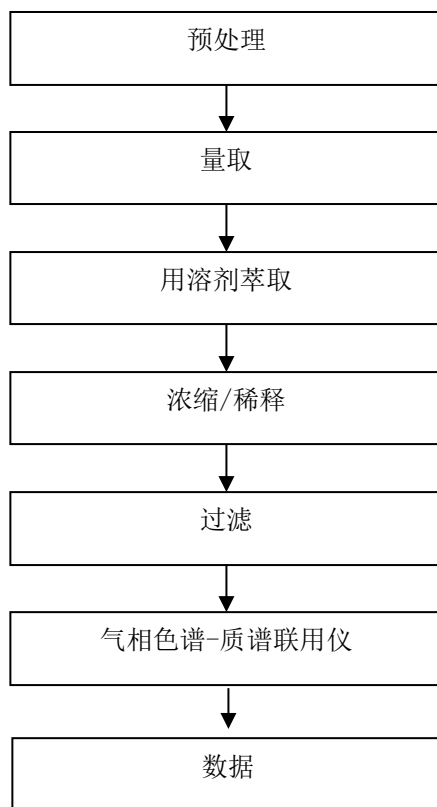 预处理
量取
用溶剂萃取
浓缩/稀释
过滤
气相色谱-质谱联用仪
数据